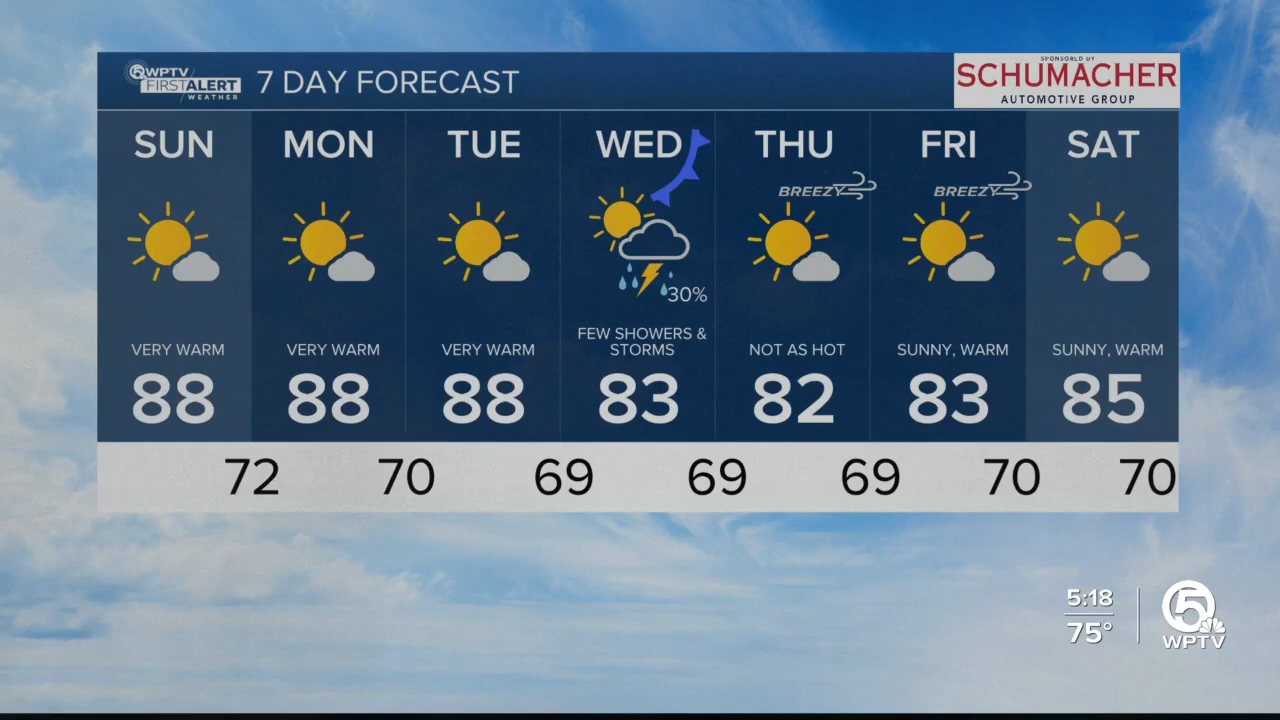 5 WPTV
FIRST ALERT
WEATHER
7 DAY FORECAST
SPONSORED BY
SCHUMACHER
AUTOMOTIVE GROUP
SUN MON TUE WED THU FRI SAT
BREEZY BREEZY
30%
VERY WARM VERY WARM VERY WARM FEW SHOWERS & STORMS NOT AS HOT SUNNY, WARM SUNNY, WARM
88 88 88 83 82 83 85
72 70 69 69 69 70 70
5:18
75°
5
WPTV